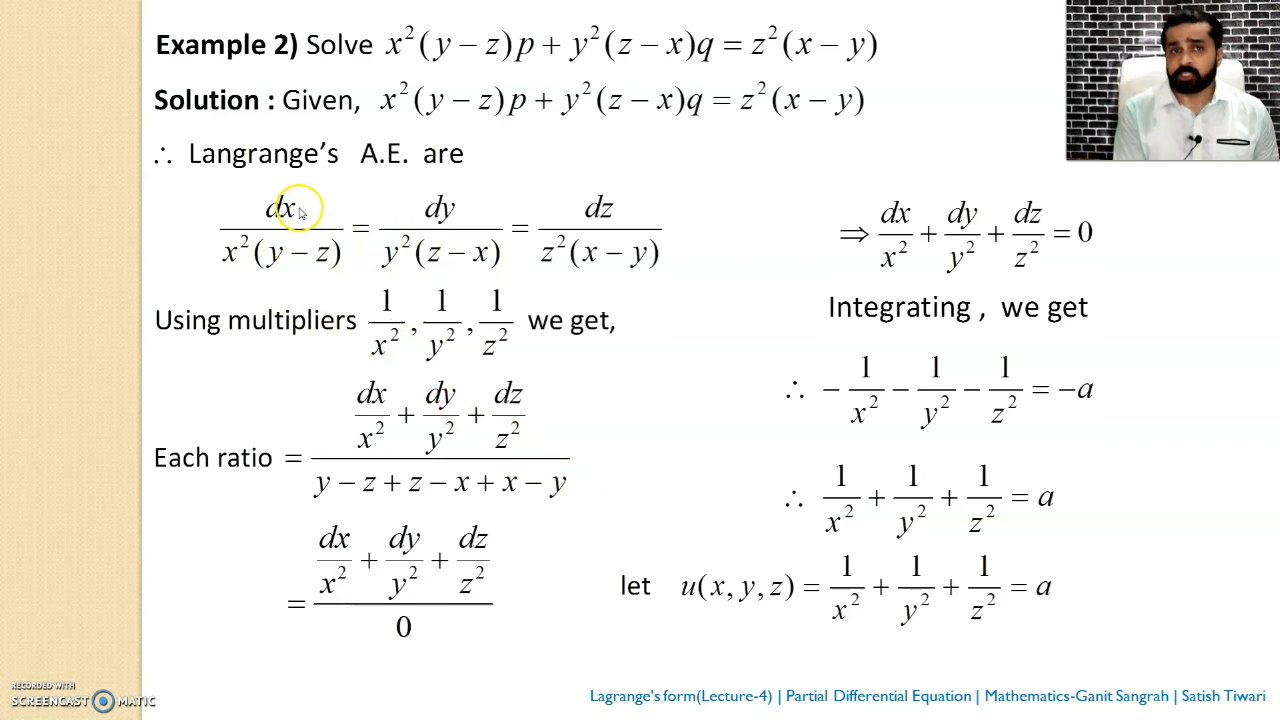 Example 2) Solve x²(y − z)p + y²(z − x)q = z²(x − y)
Solution : Given, x²(y − z)p + y²(z − x)q = z²(x − y)
∴ Langrange's A.E. are
dx / x²(y − z) = dy / y²(z − x) = dz / z²(x − y)
Using multipliers 1/x², 1/y², 1/z² we get,
Each ratio = (dx/x² + dy/y² + dz/z²) / (y − z + z − x + x − y)
= (dx/x² + dy/y² + dz/z²) / 0
⇒ dx/x² + dy/y² + dz/z² = 0
Integrating , we get
∴ − 1/x² − 1/y² − 1/z² = −a
∴ 1/x² + 1/y² + 1/z² = a
let u(x, y, z) = 1/x² + 1/y² + 1/z² = a
RECORDED WITH
SCREENCAST MATIC
Lagrange's form(Lecture-4) | Partial Differential Equation | Mathematics-Ganit Sangrah | Satish Tiwari